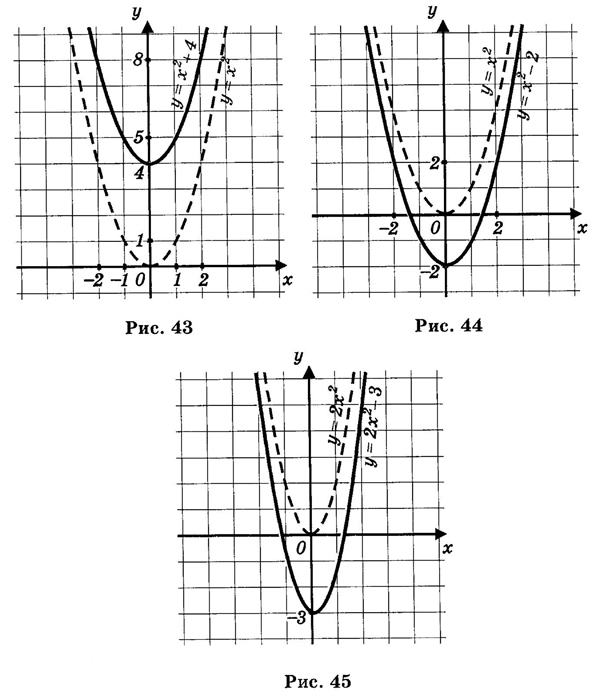 y
8
5
4
1
-2 -1 0 1 2 x
y = x² + 4
y = x²
Рис. 43
y
2
-2 0 2 x
-2
y = x²
y = x² - 2
Рис. 44
y
0 x
-3
y = 2x²
y = 2x² - 3
Рис. 45